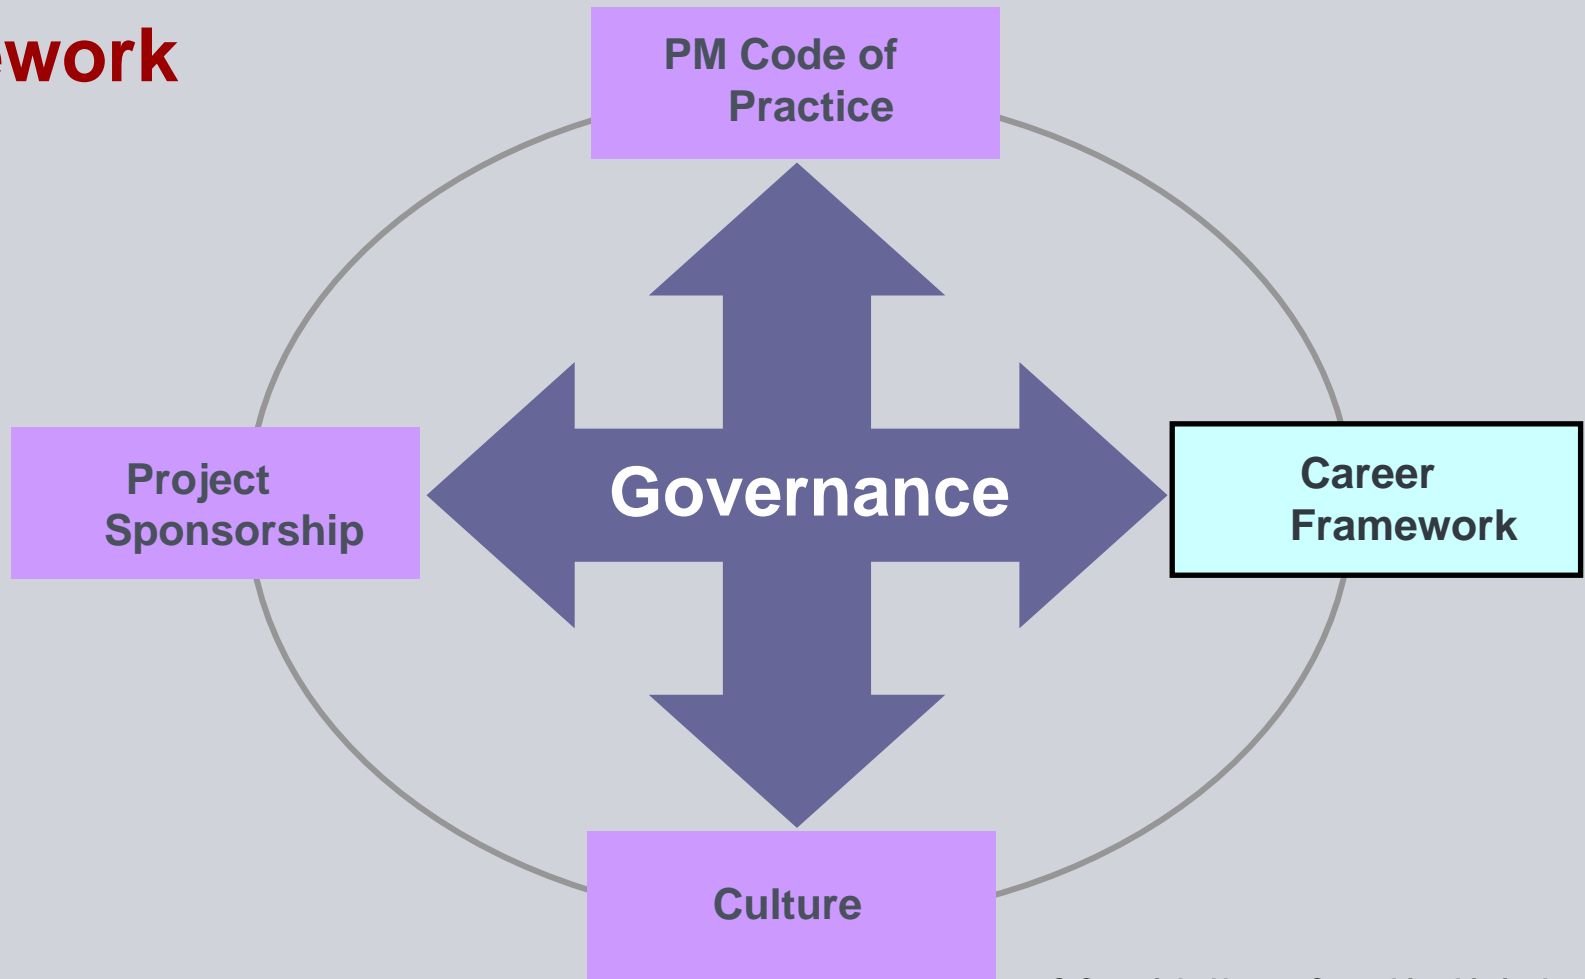 ework
PM Code of
Practice
Project
Sponsorship
Governance
Career
Framework
Culture